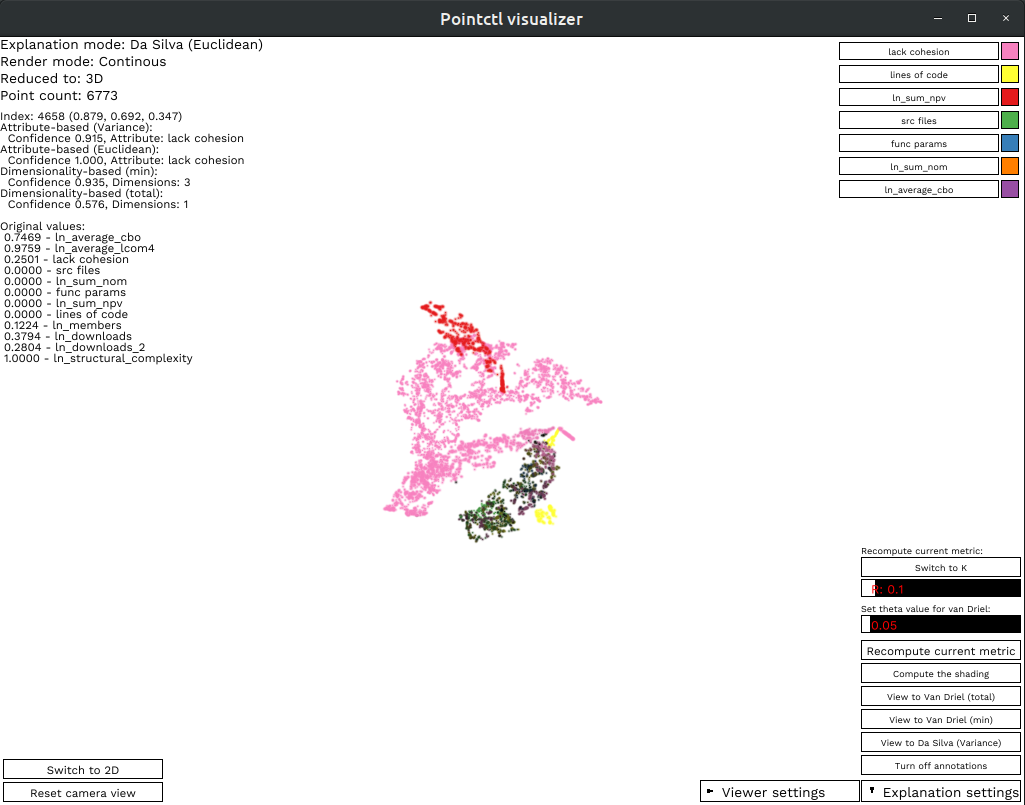 Pointctl visualizer
Explanation mode: Da Silva (Euclidean)
Render mode: Continous
Reduced to: 3D
Point count: 6773
Index: 4658 (0.879, 0.692, 0.347)
Attribute-based (Variance):
Confidence 0.915, Attribute: lack cohesion
Attribute-based (Euclidean):
Confidence 1.000, Attribute: lack cohesion
Dimensionality-based (min):
Confidence 0.935, Dimensions: 3
Dimensionality-based (total):
Confidence 0.576, Dimensions: 1
Original values:
0.7469 - ln_average_cbo
0.9759 - ln_average_lcom4
0.2501 - lack cohesion
0.0000 - src files
0.0000 - ln_sum_nom
0.0000 - func params
0.0000 - ln_sum_npv
0.0000 - lines of code
0.1224 - ln_members
0.3794 - ln_downloads
0.2804 - ln_downloads_2
1.0000 - ln_structural_complexity
lack cohesion
lines of code
ln_sum_npv
src files
func params
ln_sum_nom
ln_average_cbo
Recompute current metric:
Switch to K
R: 0.1
Set theta value for van Driel:
0.05
Recompute current metric
Compute the shading
View to Van Driel (total)
View to Van Driel (min)
View to Da Silva (Variance)
Turn off annotations
Switch to 2D
Reset camera view
Viewer settings
Explanation settings